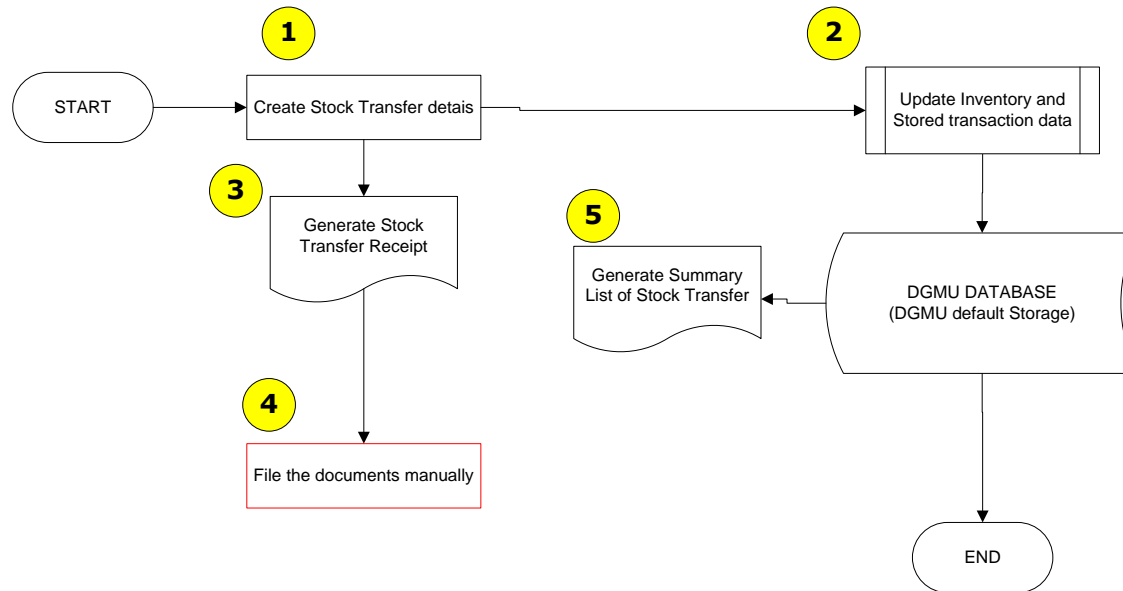 1
2
START
Create Stock Transfer detais
Update Inventory and
Stored transaction data
3
Generate Stock
Transfer Receipt
5
Generate Summary
List of Stock Transfer
DGMU DATABASE
(DGMU default Storage)
4
File the documents manually
END